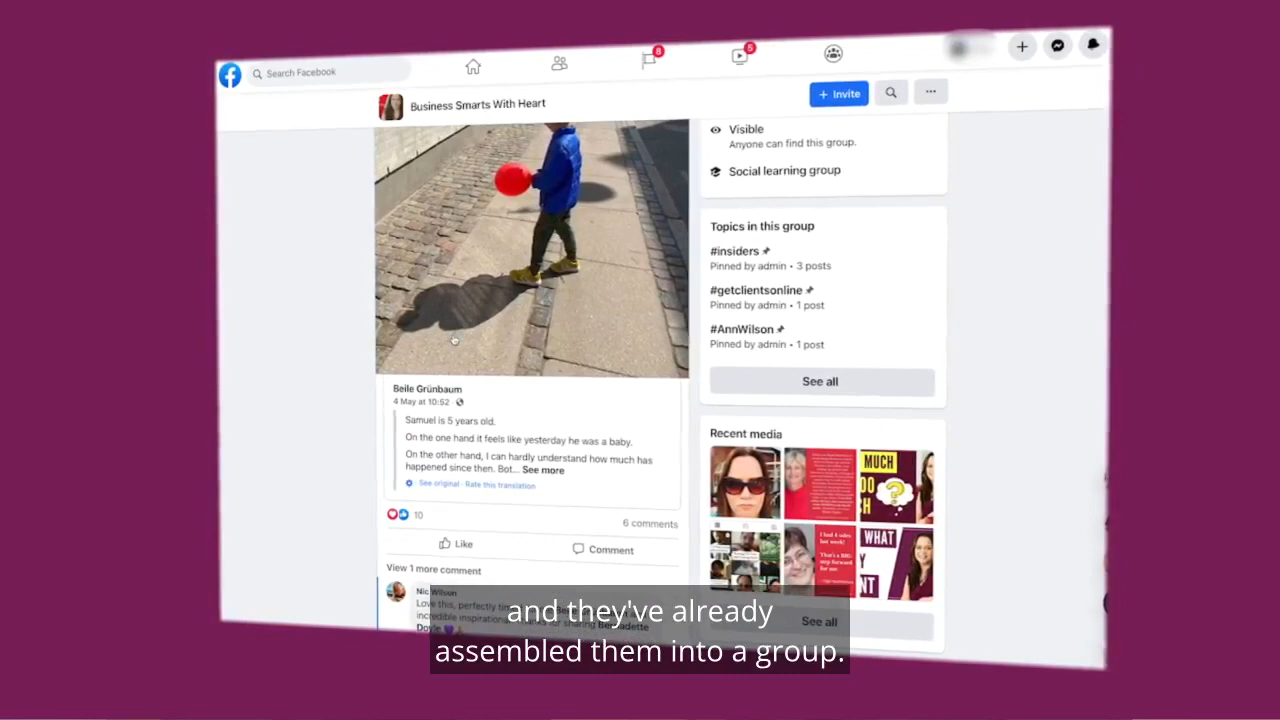 Search Facebook
8
5
Business Smarts With Heart
+ Invite
Visible
Anyone can find this group.
Social learning group
Topics in this group
#insiders
Pinned by admin • 3 posts
#getclientsonline
Pinned by admin • 1 post
#AnnWilson
Pinned by admin • 1 post
See all
Beile Grünbaum
4 May at 10:52 ·
Samuel is 5 years old.
On the one hand it feels like yesterday he was a baby.
On the other hand, I can hardly understand how much has
happened since then. Bot... See more
· See original · Rate this translation
10
6 comments
Like
Comment
View 1 more comment
Nic Wilson
Love this, perfectly
incredible inspirational
for sharing Bernadette
Doyle
Recent media
MUCH
DO
?
I had 4 sales
last week!
That's a BIG
step forward
for me
WHAT
See all
and they've already
assembled them into a group.